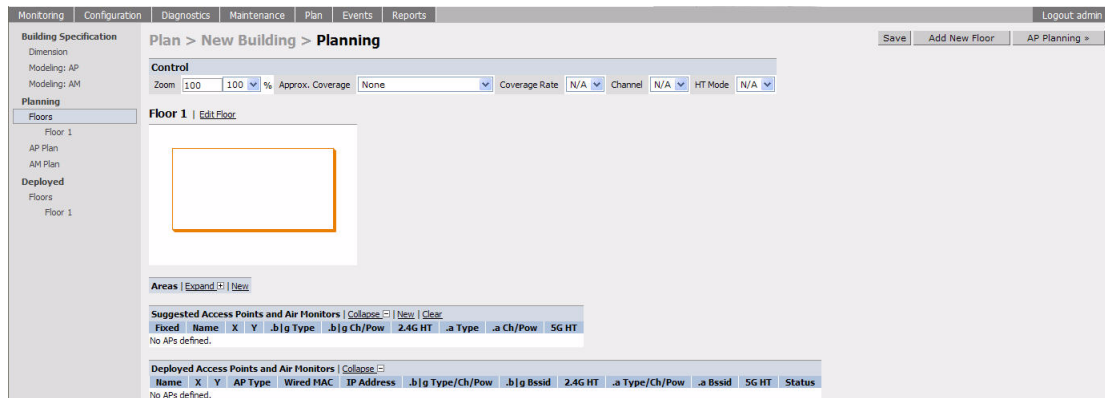 Monitoring Configuration Diagnostics Maintenance Plan Events Reports Logout admin
Building Specification
Dimension
Modeling: AP
Modeling: AM
Planning
Floors
Floor 1
AP Plan
AM Plan
Deployed
Floors
Floor 1
Plan > New Building > Planning
Save Add New Floor AP Planning »
Control
Zoom 100 100 % Approx. Coverage None Coverage Rate N/A Channel N/A HT Mode N/A
Floor 1 | Edit Floor
Areas | Expand | New
Suggested Access Points and Air Monitors | Collapse | New | Clear
Fixed Name X Y .b|g Type .b|g Ch/Pow 2.4G HT .a Type .a Ch/Pow 5G HT
No APs defined.
Deployed Access Points and Air Monitors | Collapse
Name X Y AP Type Wired MAC IP Address .b|g Type/Ch/Pow .b|g Bssid 2.4G HT .a Type/Ch/Pow .a Bssid 5G HT Status
No APs defined.